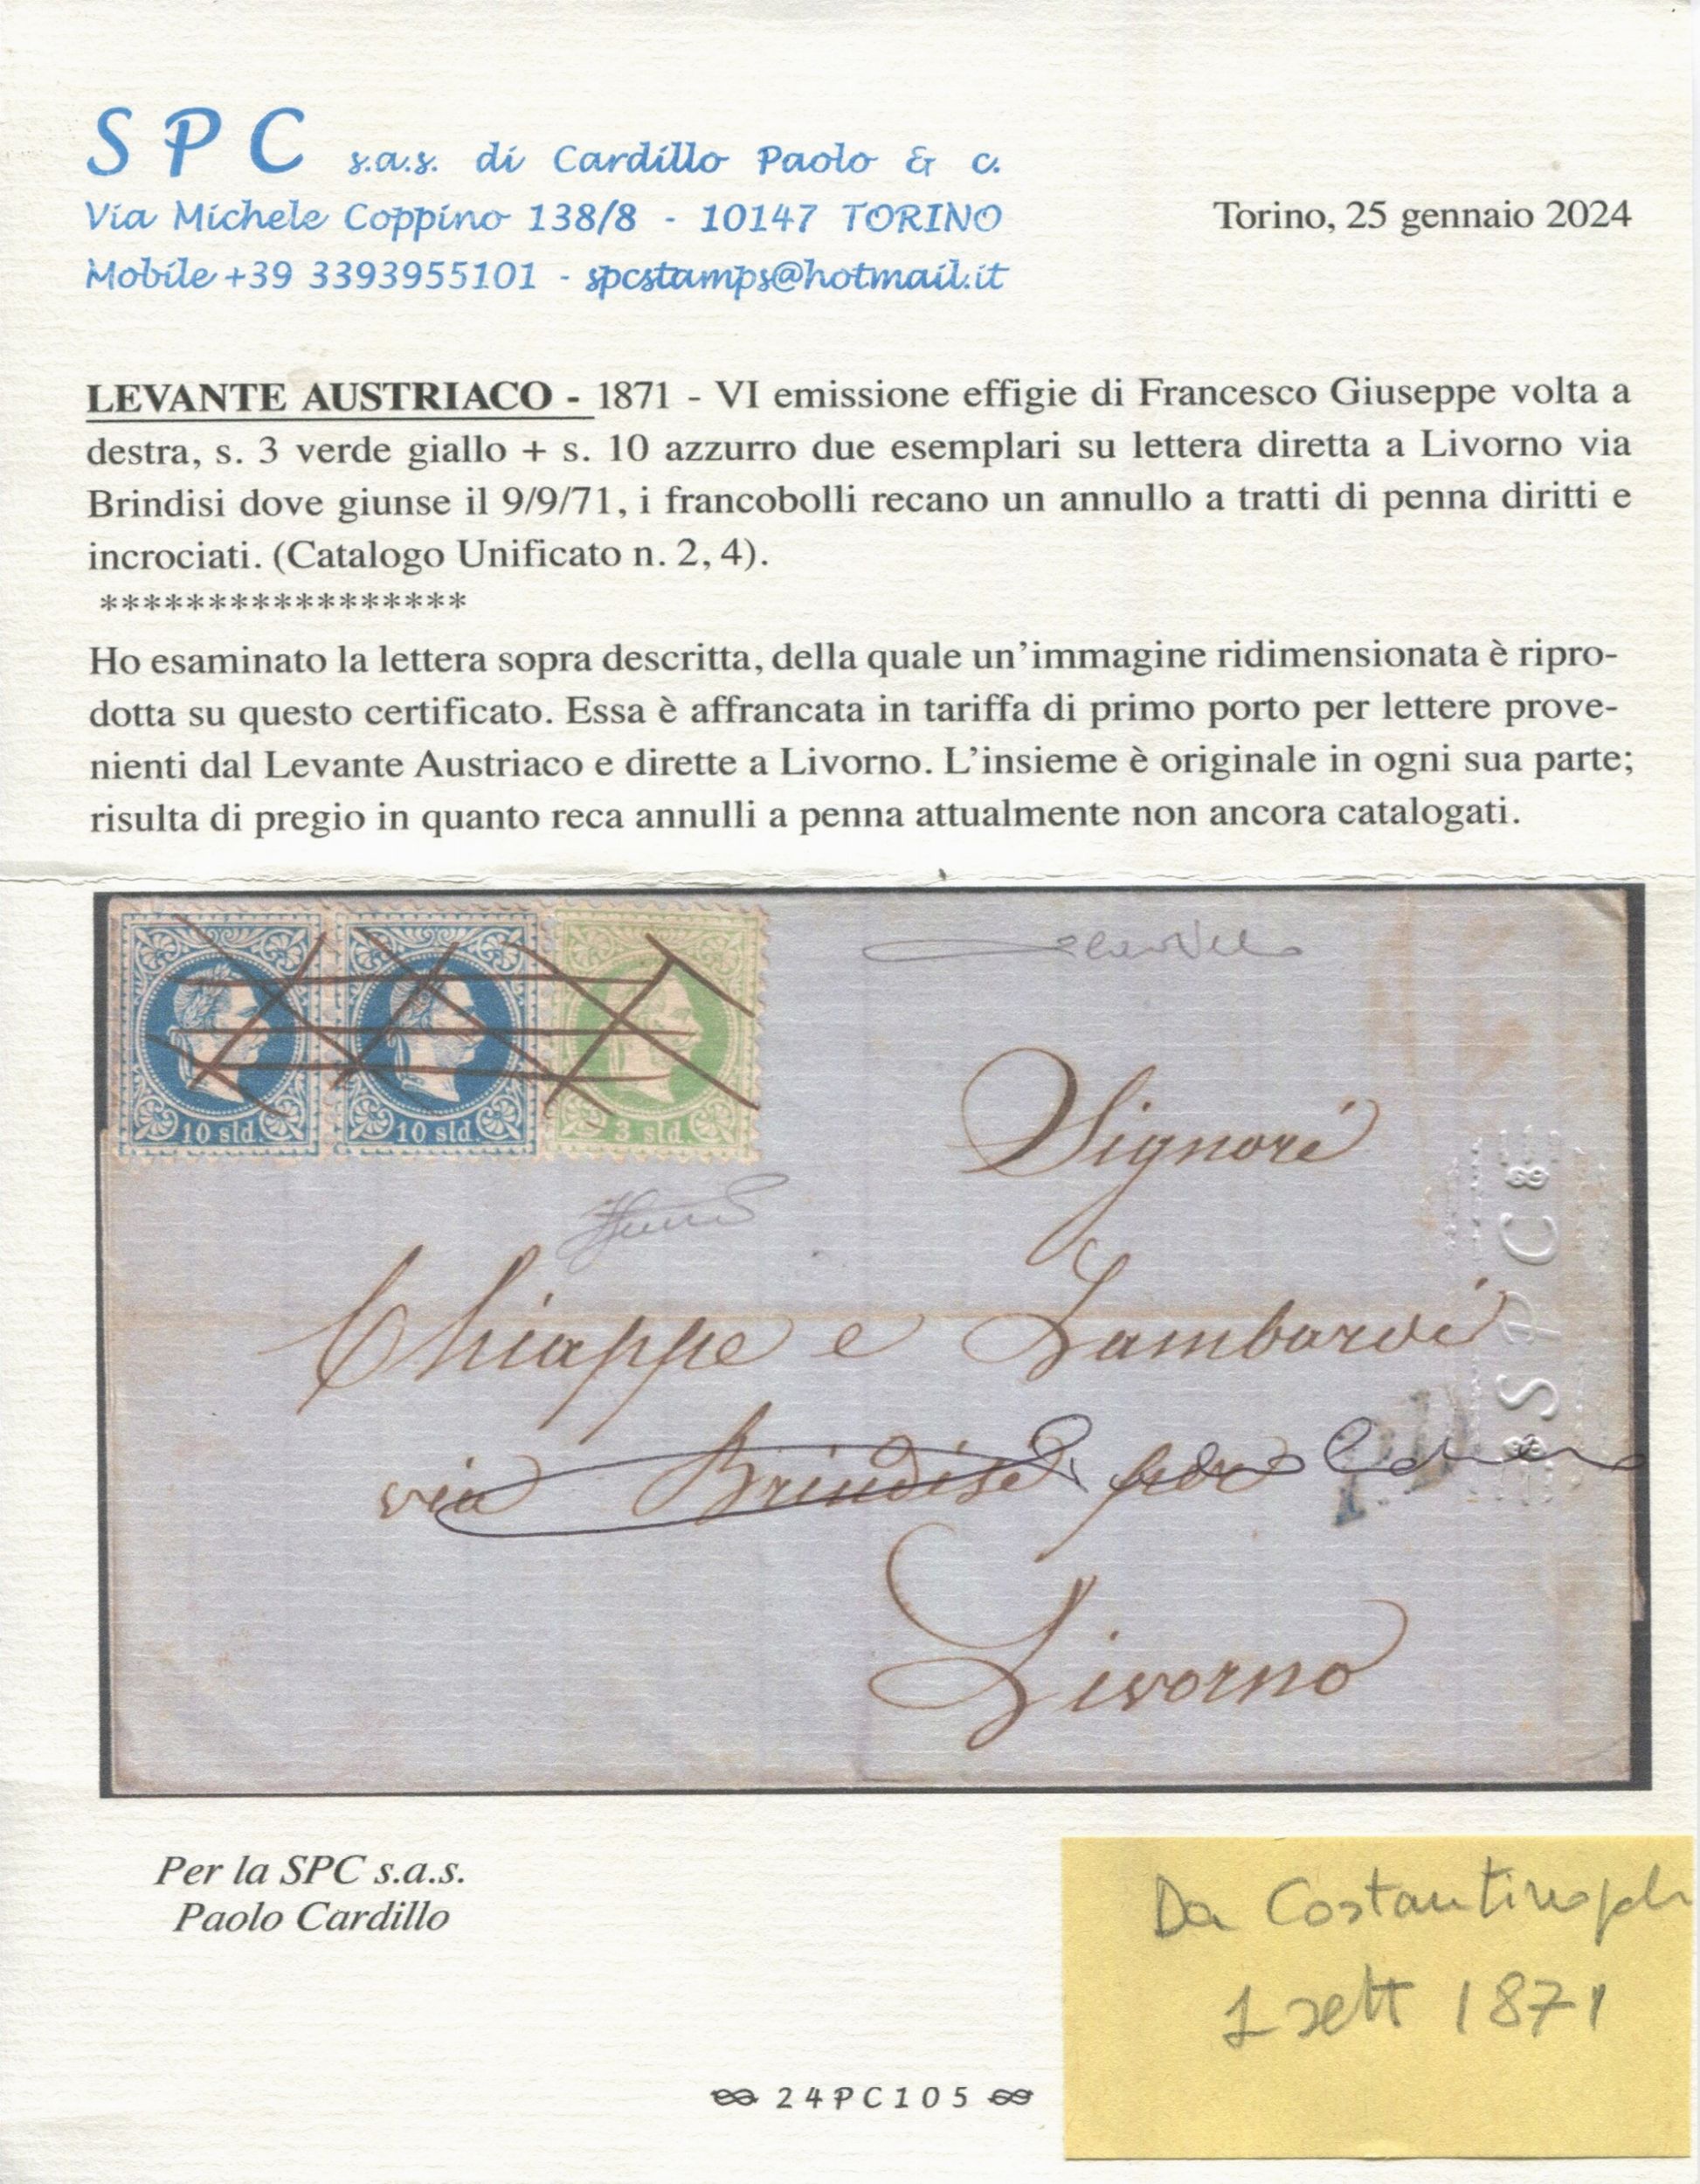 S P C s.a.s. di Cardillo Paolo & c.
Via Michele Coppino 138/8 - 10147 TORINO
Mobile +39 3393955101 - spcstamps@hotmail.it
Torino, 25 gennaio 2024
LEVANTE AUSTRIACO - 1871 - VI emissione effigie di Francesco Giuseppe volta a
destra, s. 3 verde giallo + s. 10 azzurro due esemplari su lettera diretta a Livorno via
Brindisi dove giunse il 9/9/71, i francobolli recano un annullo a tratti di penna diritti e
incrociati. (Catalogo Unificato n. 2, 4).
*****************
Ho esaminato la lettera sopra descritta, della quale un'immagine ridimensionata è ripro-
dotta su questo certificato. Essa è affrancata in tariffa di primo porto per lettere prove-
nienti dal Levante Austriaco e dirette a Livorno. L'insieme è originale in ogni sua parte;
risulta di pregio in quanto reca annulli a penna attualmente non ancora catalogati.
10 sld.
10 sld.
3 sld.
Signori
Chiappe e Lambardi
via Brindisi per
P.D.
Livorno
S P C
Per la SPC s.a.s.
Paolo Cardillo
Da Costantinopoli
1 sett 1871
24PC105